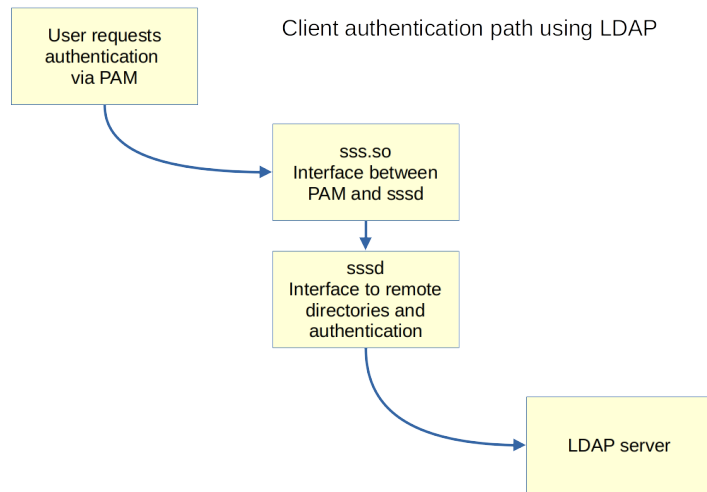 Client authentication path using LDAP
User requests
authentication
via PAM
sss.so
Interface between
PAM and sssd
sssd
Interface to remote
directories and
authentication
LDAP server